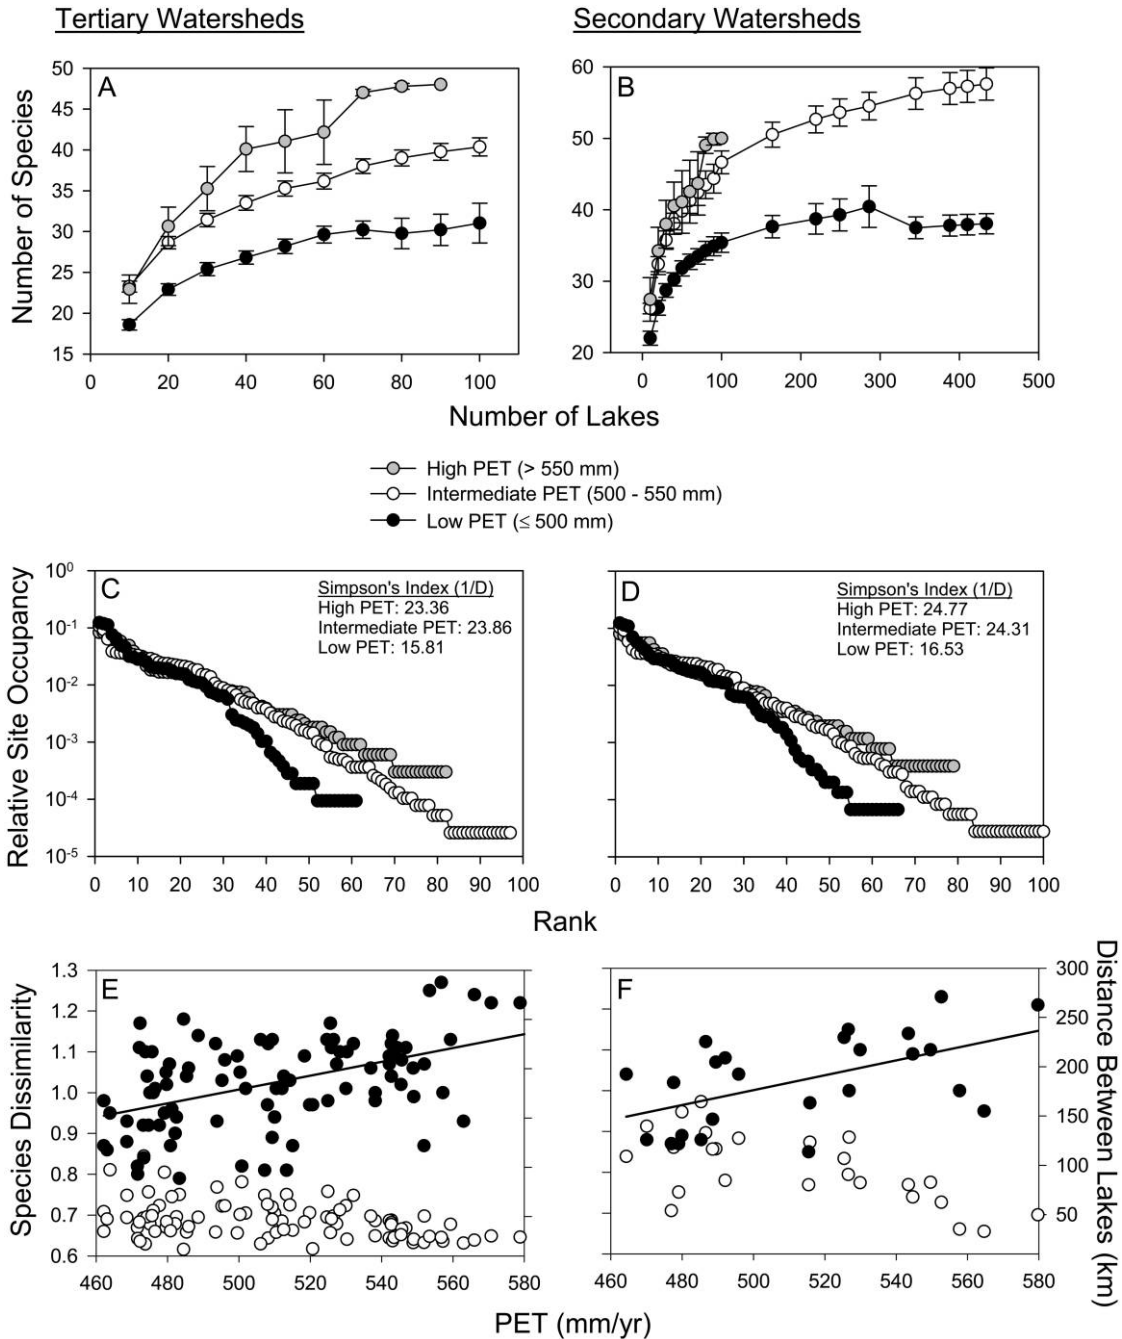 Tertiary Watersheds
Secondary Watersheds
Number of Species
A
50
45
40
35
30
25
20
15
0 20 40 60 80 100
B
60
50
40
30
20
0 100 200 300 400 500
Number of Lakes
High PET (> 550 mm)
Intermediate PET (500 - 550 mm)
Low PET (≤ 500 mm)
Relative Site Occupancy
C
10⁰
10⁻¹
10⁻²
10⁻³
10⁻⁴
10⁻⁵
Simpson's Index (1/D)
High PET: 23.36
Intermediate PET: 23.86
Low PET: 15.81
0 10 20 30 40 50 60 70 80 90 100
D
Simpson's Index (1/D)
High PET: 24.77
Intermediate PET: 24.31
Low PET: 16.53
0 10 20 30 40 50 60 70 80 90 100
Rank
Species Dissimilarity
E
1.3
1.2
1.1
1.0
0.9
0.8
0.7
0.6
460 480 500 520 540 560 580
F
300
250
200
150
100
50
460 480 500 520 540 560 580
Distance Between Lakes (km)
PET (mm/yr)